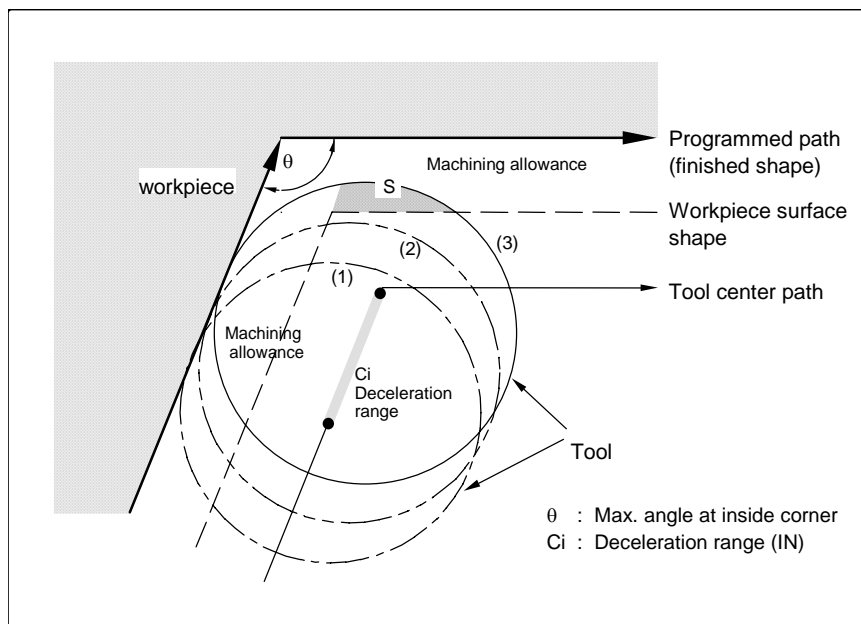 Programmed path
(finished shape)
Machining allowance
θ
workpiece
S
Workpiece surface
shape
(2)
(3)
(1)
Tool center path
Machining
allowance
Ci
Deceleration
range
Tool
θ : Max. angle at inside corner
Ci : Deceleration range (IN)